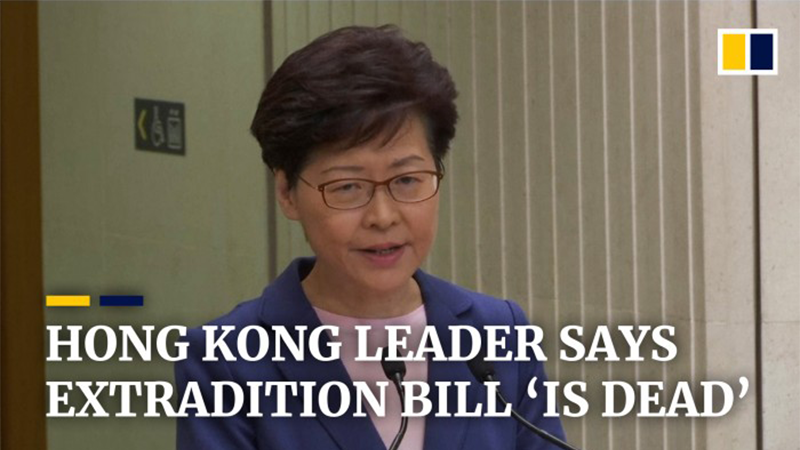 HONG KONG LEADER SAYS
EXTRADITION BILL ‘IS DEAD’